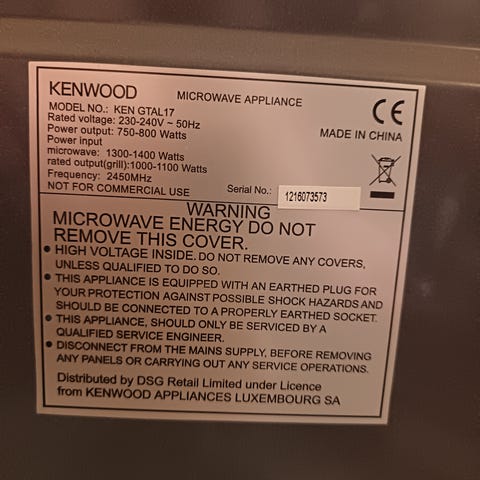 KENWOOD
MICROWAVE APPLIANCE
CE
MODEL NO.: KEN GTAL17
Rated voltage: 230-240V ~ 50Hz
Power output: 750-800 Watts
MADE IN CHINA
Power input
microwave: 1300-1400 Watts
rated output(grill): 1000-1100 Watts
Frequency: 2450MHz
NOT FOR COMMERCIAL USE
Serial No.: 1216073573
WARNING
MICROWAVE ENERGY DO NOT
REMOVE THIS COVER.
• HIGH VOLTAGE INSIDE. DO NOT REMOVE ANY COVERS,
UNLESS QUALIFIED TO DO SO.
• THIS APPLIANCE IS EQUIPPED WITH AN EARTHED PLUG FOR
YOUR PROTECTION AGAINST POSSIBLE SHOCK HAZARDS AND
SHOULD BE CONNECTED TO A PROPERLY EARTHED SOCKET.
• THIS APPLIANCE, SHOULD ONLY BE SERVICED BY A
QUALIFIED SERVICE ENGINEER.
• DISCONNECT FROM THE MAINS SUPPLY, BEFORE REMOVING
ANY PANELS OR CARRYING OUT ANY SERVICE OPERATIONS.
Distributed by DSG Retail Limited under Licence
from KENWOOD APPLIANCES LUXEMBOURG SA